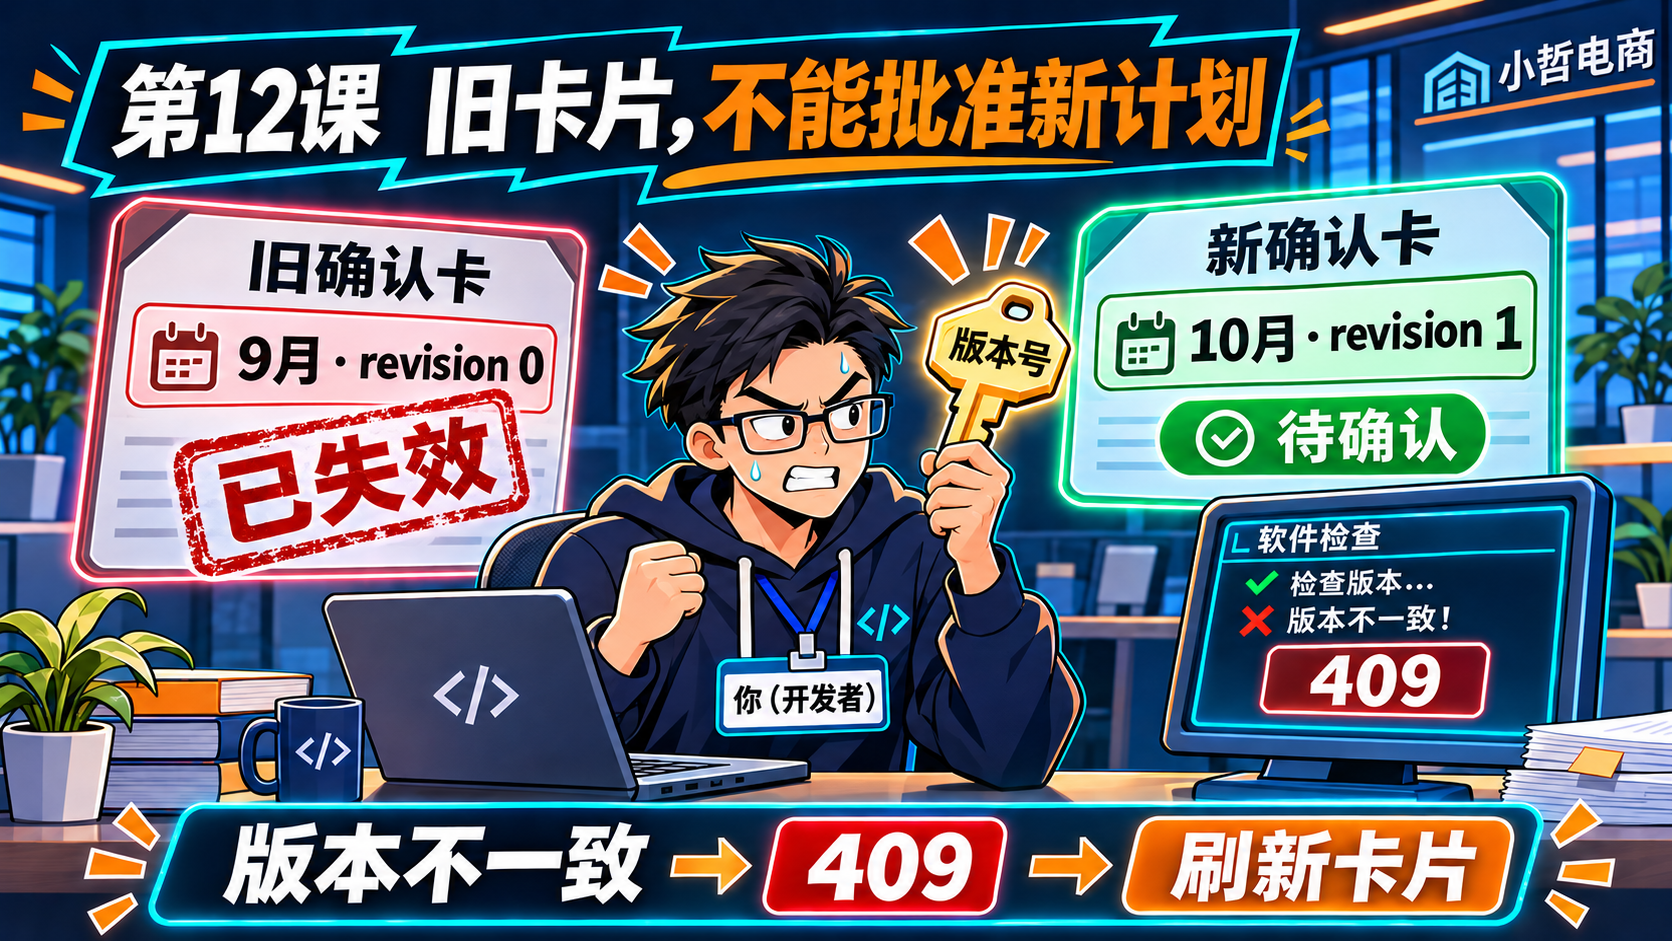 第12课 旧卡片,不能批准新计划
小哲电商
旧确认卡
9月·revision 0
已失效
版本号
新确认卡
10月·revision 1
待确认
软件检查
检查版本...
版本不一致!
409
</>
</>
</>
你(开发者)
版本不一致 → 409 → 刷新卡片